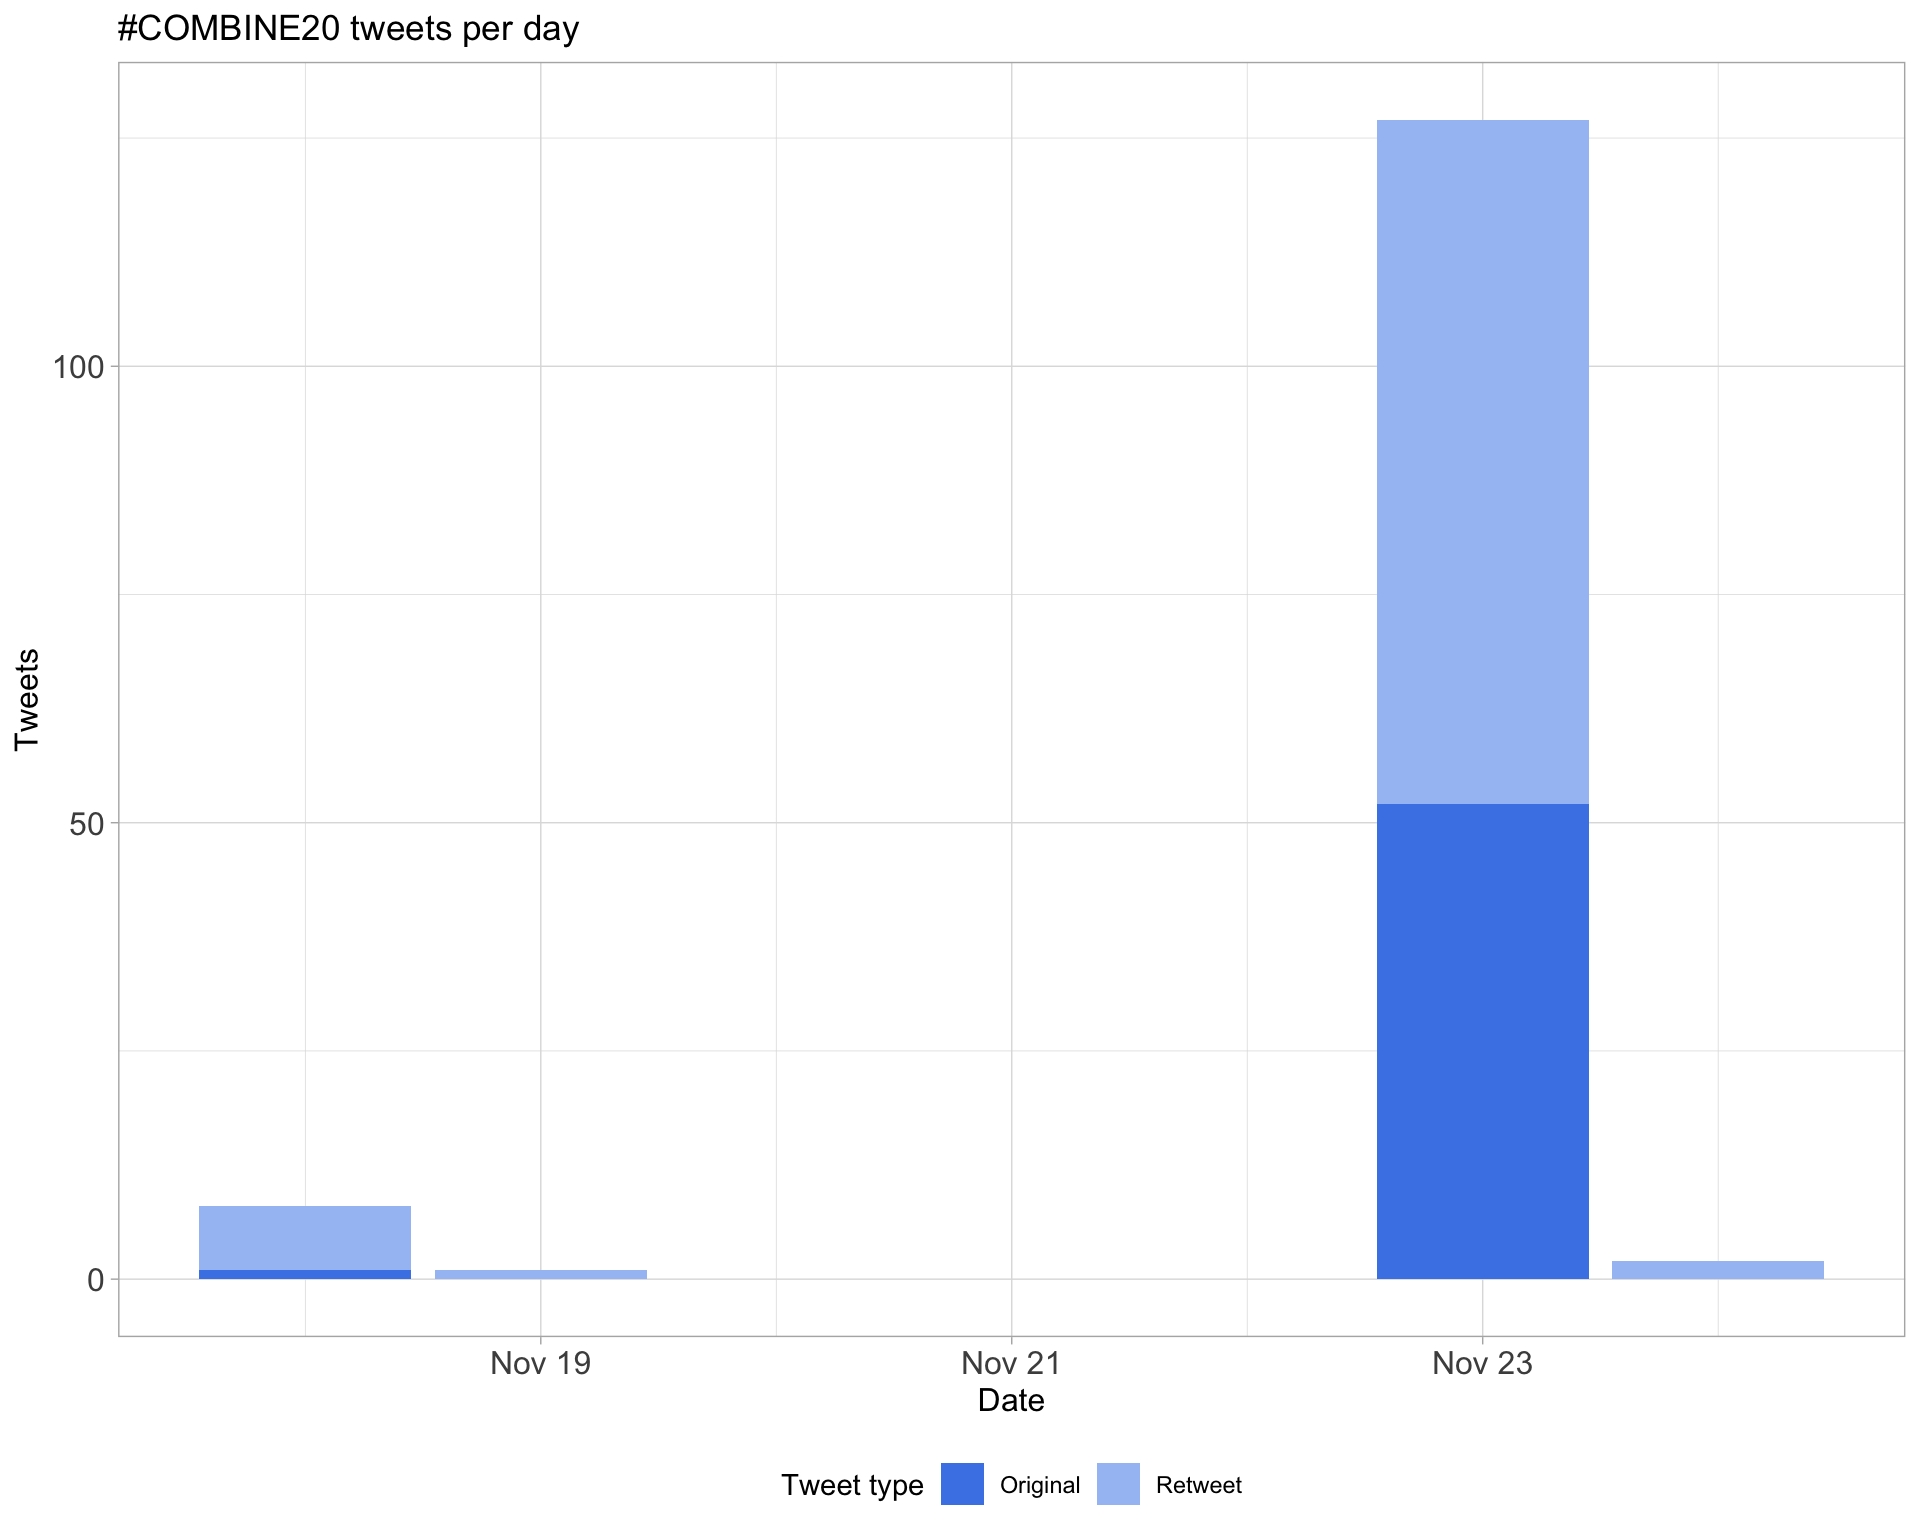 #COMBINE20 tweets per day
Tweets
100
50
0
Nov 19 Nov 21 Nov 23
Date
Tweet type Original Retweet